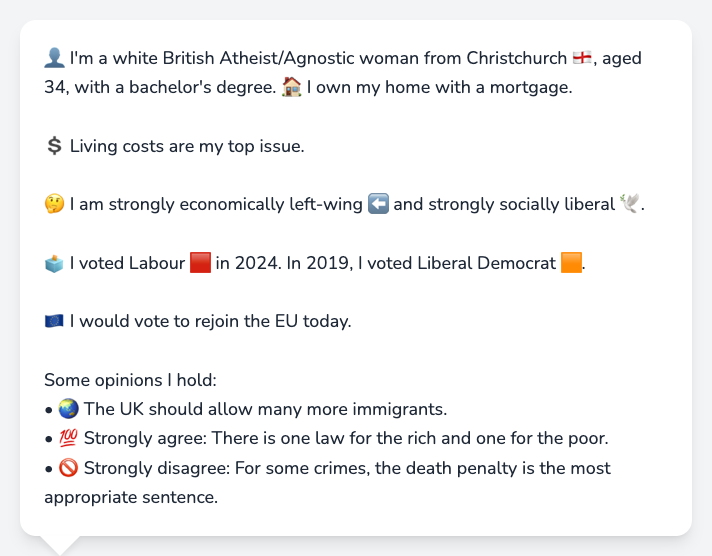 👤 I'm a white British Atheist/Agnostic woman from Christchurch 🏴󠁧󠁢󠁥󠁮󠁧󠁿, aged
34, with a bachelor's degree. 🏠 I own my home with a mortgage.
💲 Living costs are my top issue.
🤔 I am strongly economically left-wing ⬅️ and strongly socially liberal 🕊️.
🗳️ I voted Labour 🟥 in 2024. In 2019, I voted Liberal Democrat 🟧.
🇪🇺 I would vote to rejoin the EU today.
Some opinions I hold:
• 🌏 The UK should allow many more immigrants.
• 💯 Strongly agree: There is one law for the rich and one for the poor.
• 🚫 Strongly disagree: For some crimes, the death penalty is the most
appropriate sentence.